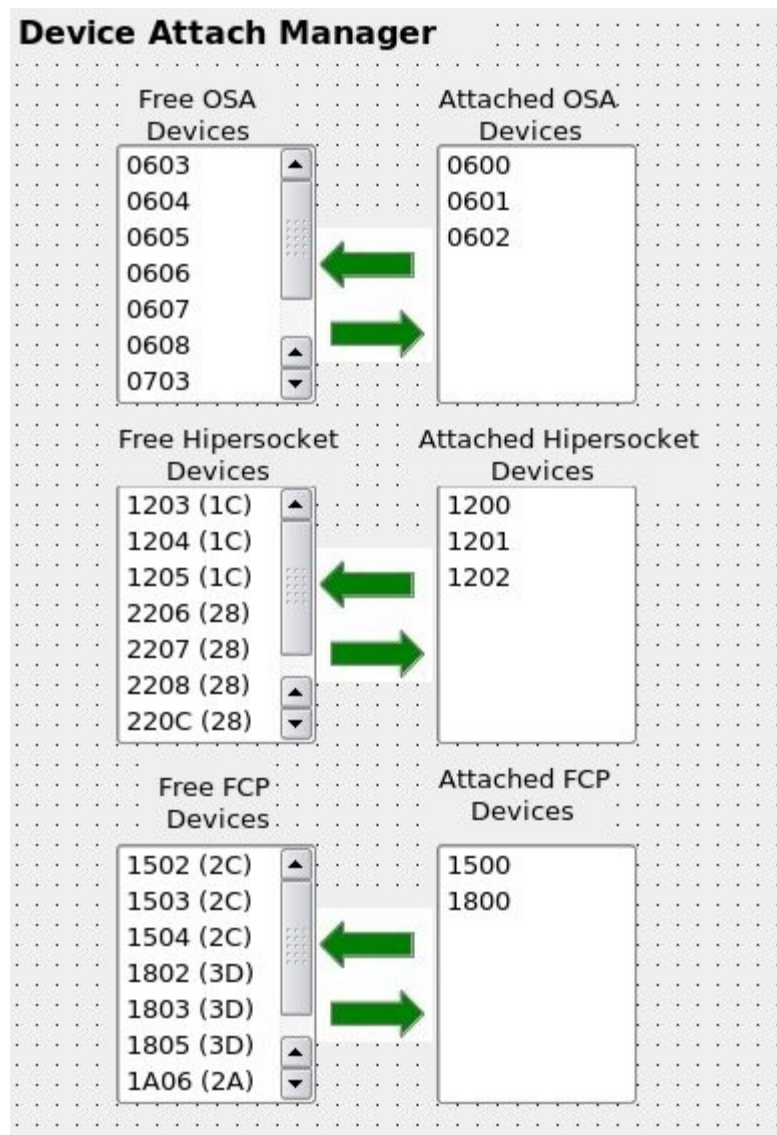 Device Attach Manager
Free OSA
Devices
0603
0604
0605
0606
0607
0608
0703
Attached OSA
Devices
0600
0601
0602
Free Hipersocket
Devices
1203 (1C)
1204 (1C)
1205 (1C)
2206 (28)
2207 (28)
2208 (28)
220C (28)
Attached Hipersocket
Devices
1200
1201
1202
Free FCP
Devices
1502 (2C)
1503 (2C)
1504 (2C)
1802 (3D)
1803 (3D)
1805 (3D)
1A06 (2A)
Attached FCP
Devices
1500
1800